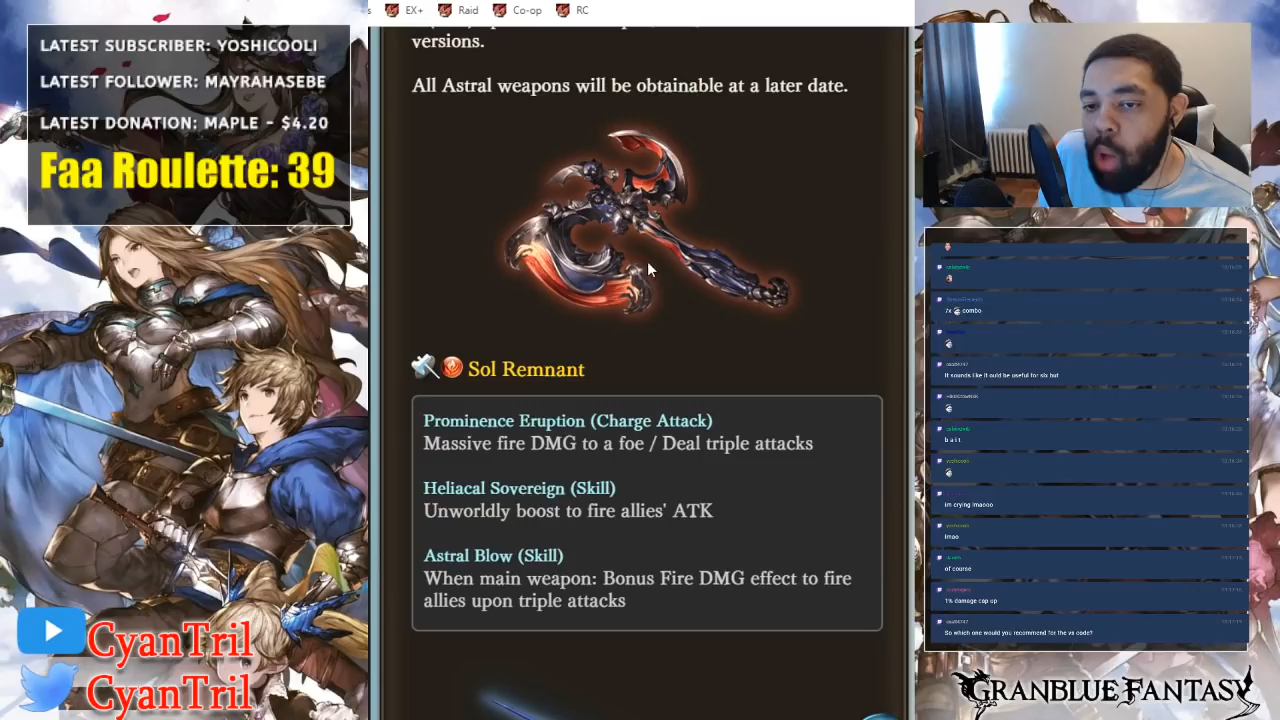 LATEST SUBSCRIBER: YOSHICOOLI
LATEST FOLLOWER: MAYRAHASEBE
LATEST DONATION: MAPLE - $4.20
Faa Roulette: 39
EX+ Raid Co-op RC
versions.
All Astral weapons will be obtainable at a later date.
Sol Remnant
Prominence Eruption (Charge Attack)
Massive fire DMG to a foe / Deal triple attacks
Heliacal Sovereign (Skill)
Unworldly boost to fire allies' ATK
Astral Blow (Skill)
When main weapon: Bonus Fire DMG effect to fire
allies upon triple attacks
combo
It sounds like it ould be useful for six but
b a i t
im crying lmaooo
lmao
of course
1% damage cap up
So which one would you recommend for the vs code?
CyanTril
CyanTril
GRANBLUE FANTASY